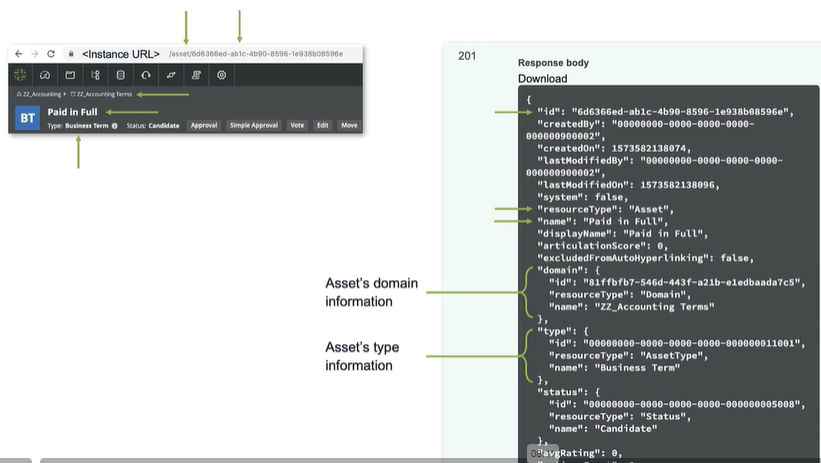 <Instance URL> /asset/6d6366ed-ab1c-4b90-8596-1e938b08596e
ZZ_Accounting ZZ_Accounting Terms
BT
Paid in Full
Type: Business Term Status: Candidate Approval Simple Approval Vote Edit Move
Asset's domain
information
Asset's type
information
201
Response body
Download
{
"id": "6d6366ed-ab1c-4b90-8596-1e938b08596e",
"createdBy": "00000000-0000-0000-0000-
000000900002",
"createdOn": 1573582138074,
"lastModifiedBy": "00000000-0000-0000-0000-
000000900002",
"lastModifiedOn": 1573582138096,
"system": false,
"resourceType": "Asset",
"name": "Paid in Full",
"displayName": "Paid in Full",
"articulationScore": 0,
"excludedFromAutoHyperlinking": false,
"domain": {
"id": "81ffbfb7-546d-443f-a21b-e1edbaada7c5",
"resourceType": "Domain",
"name": "ZZ_Accounting Terms"
},
"type": {
"id": "00000000-0000-0000-0000-000000011001",
"resourceType": "AssetType",
"name": "Business Term"
},
"status": {
"id": "00000000-0000-0000-0000-000000005008",
"resourceType": "Status",
"name": "Candidate"
},
"avgRating": 0,